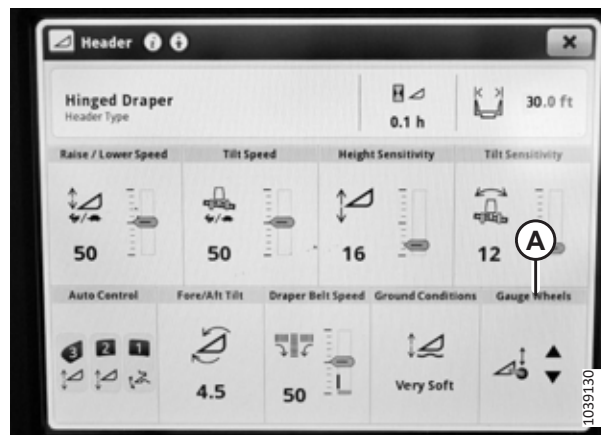 Header
Hinged Draper
Header Type
0.1 h
30.0 ft
Raise / Lower Speed
Tilt Speed
Height Sensitivity
Tilt Sensitivity
50
50
16
12
A
Auto Control
Fore/Aft Tilt
Draper Belt Speed
Ground Conditions
Gauge Wheels
3 2 1
4.5
50
Very Soft
1039130